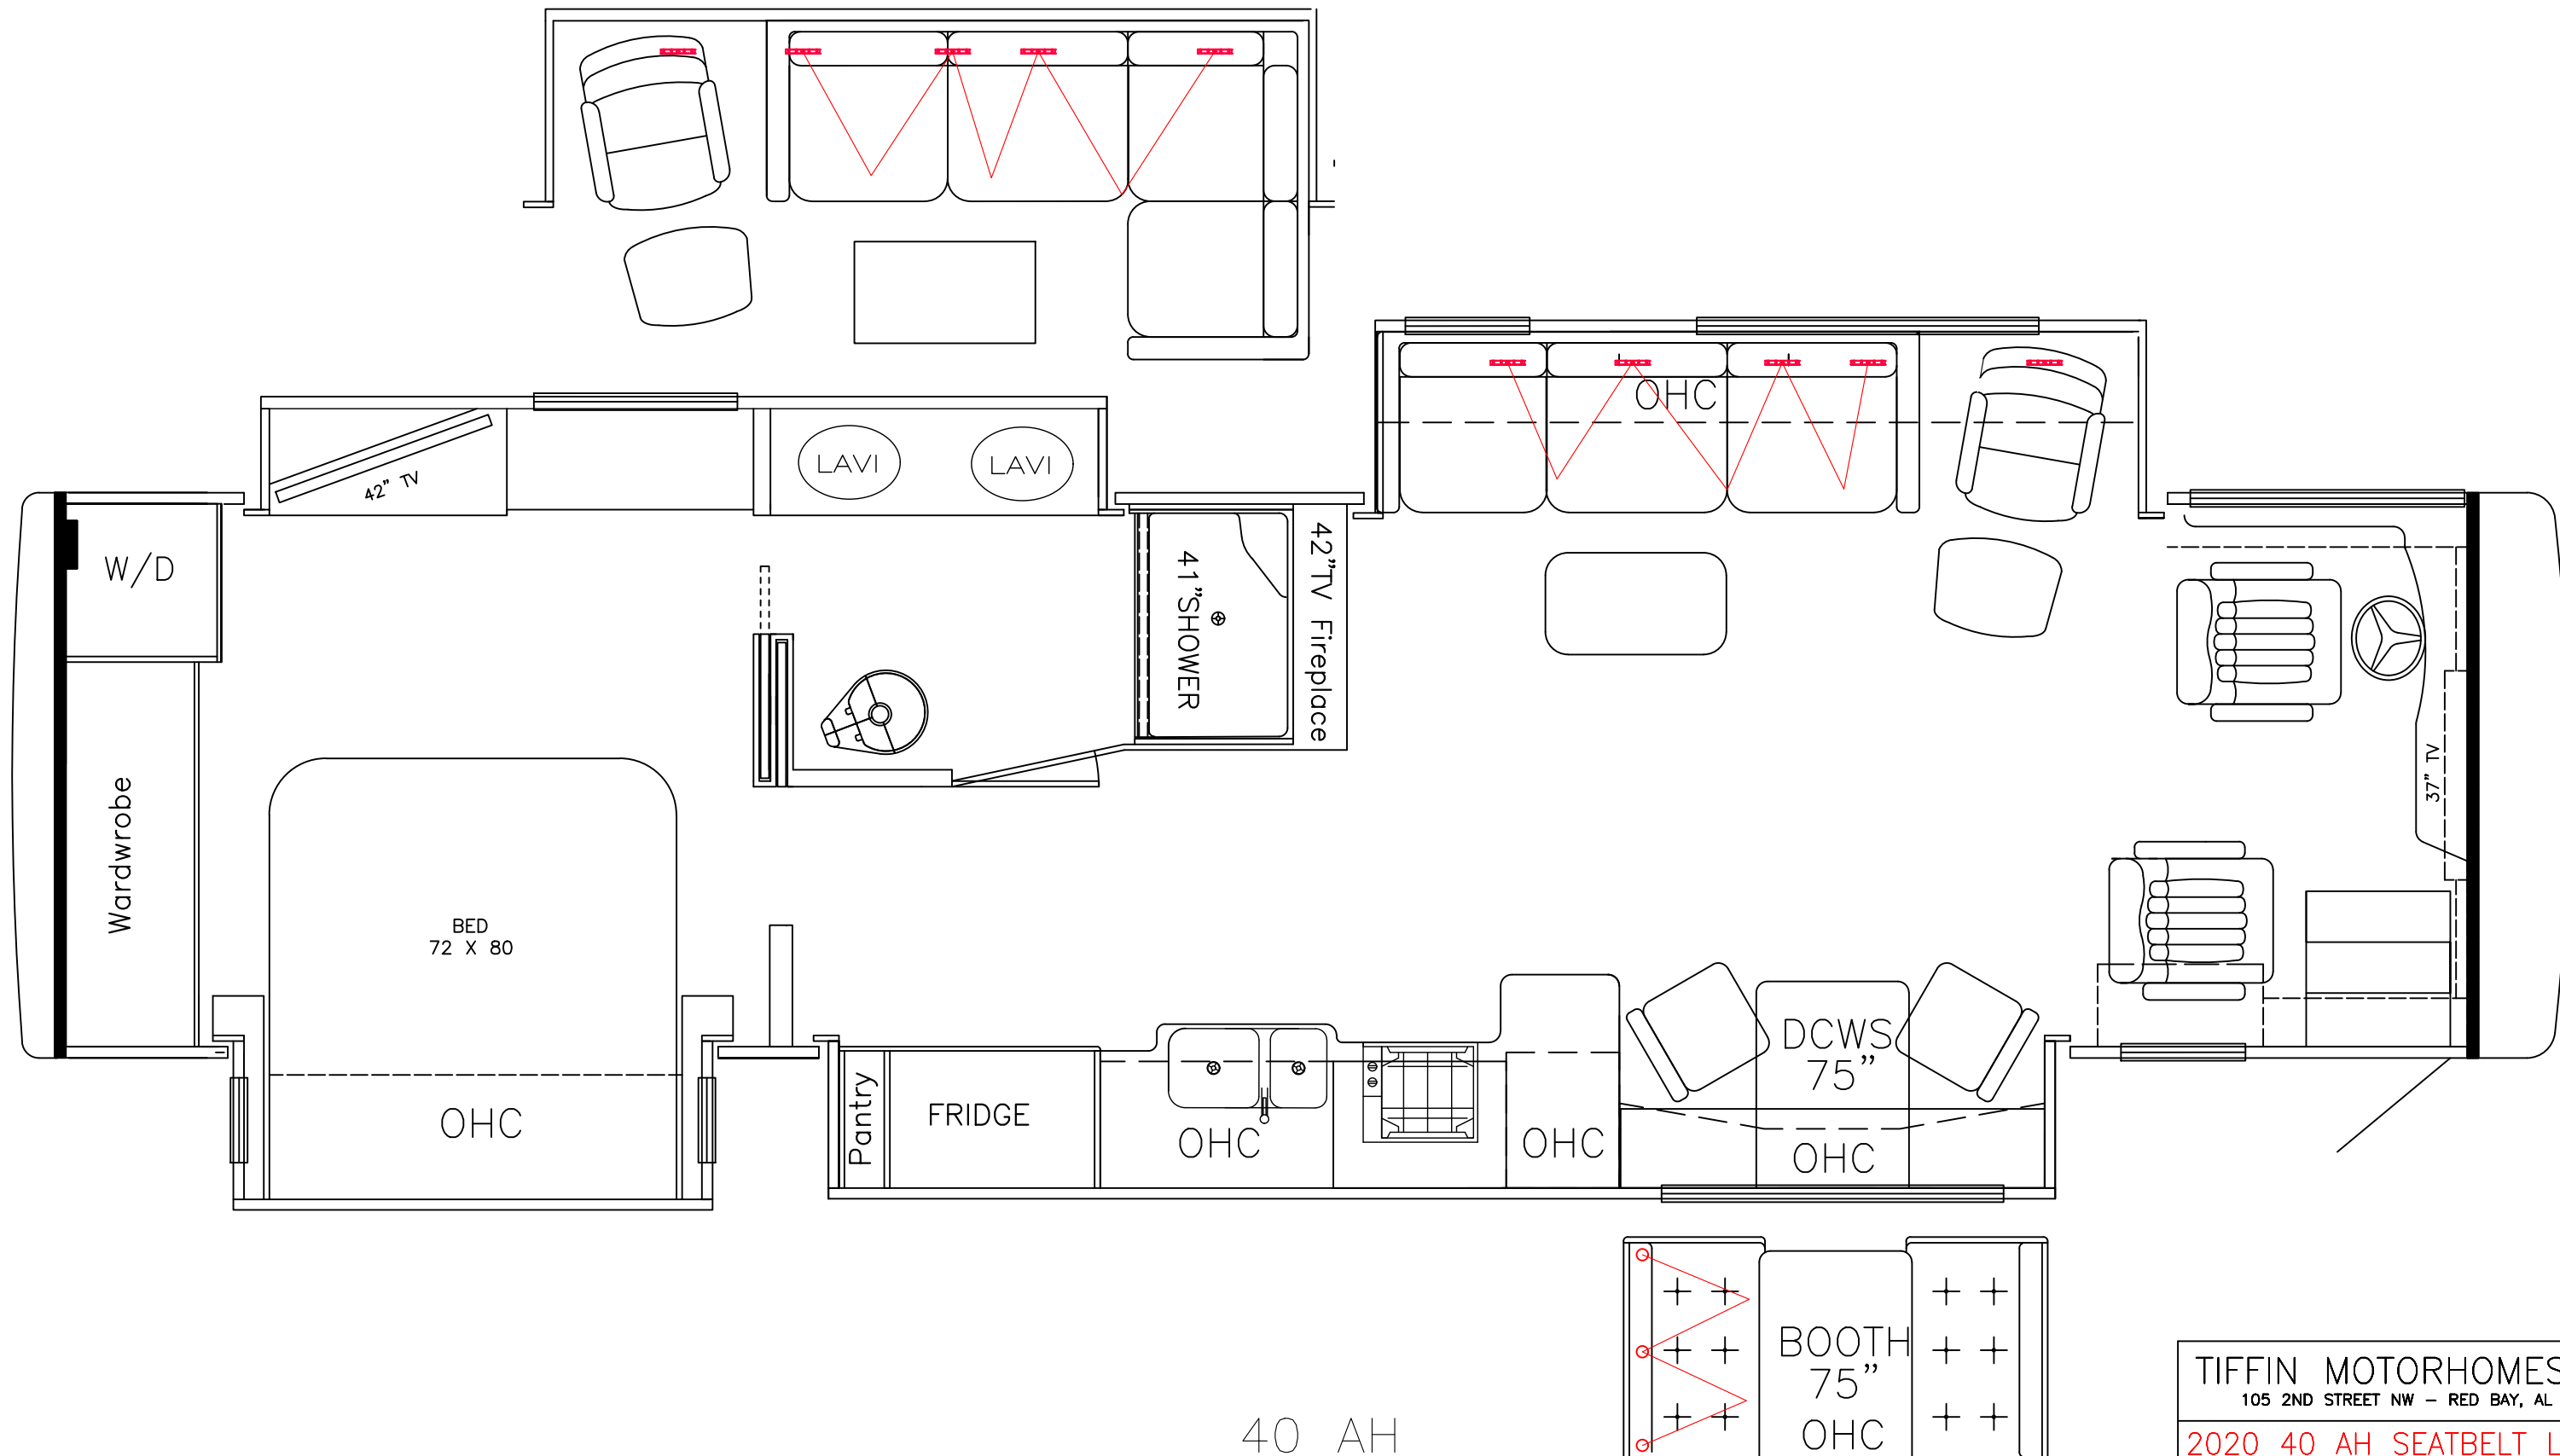 OHC
LAVI
LAVI
42" TV
W/D
41"SHOWER
42"TV Fireplace
37" TV
Wardwrobe
BED
72 X 80
OHC
Pantry
FRIDGE
OHC
OHC
DCWS
75"
OHC
BOOTH
75"
OHC
40 AH
TIFFIN MOTORHOMES
105 2ND STREET NW - RED BAY, AL
2020 40 AH SEATBELT L